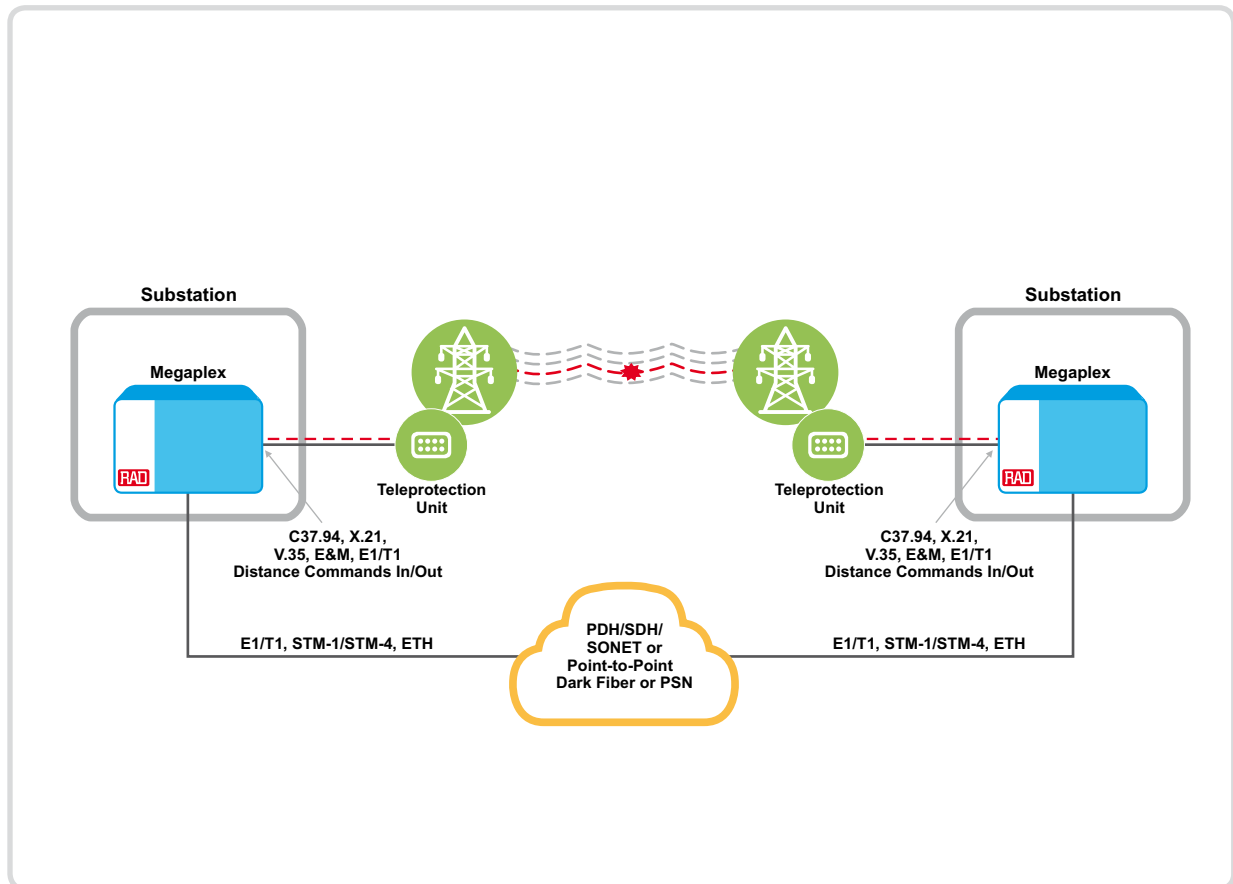 Substation
Substation
Megaplex
Megaplex
RAD
RAD
Teleprotection
Unit
Teleprotection
Unit
C37.94, X.21,
V.35, E&M, E1/T1
Distance Commands In/Out
C37.94, X.21,
V.35, E&M, E1/T1
Distance Commands In/Out
E1/T1, STM-1/STM-4, ETH
PDH/SDH/
SONET or
Point-to-Point
Dark Fiber or PSN
E1/T1, STM-1/STM-4, ETH